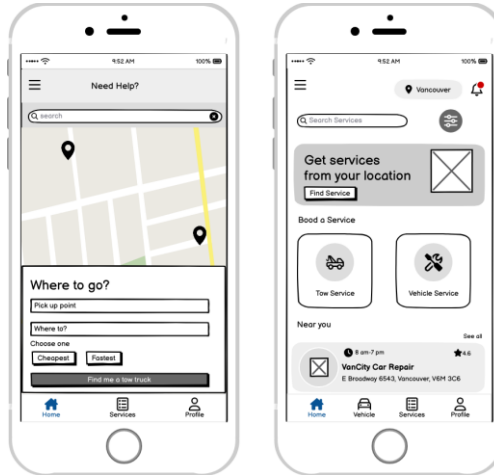 9:52 AM
100%
Need Help?
search
Where to go?
Pick up point
Where to?
Choose one
Cheapest
Fastest
Find me a tow truck
Home
Services
Profile
9:52 AM
100%
Vancouver
Search Services
Get services
from your location
Find Service
Bood a Service
Tow Service
Vehicle Service
Near you
See all
8 am-7 pm
4.6
VanCity Car Repair
E Broadway 6543, Vancouver, V6M 3C6
Home
Vehicle
Services
Profile